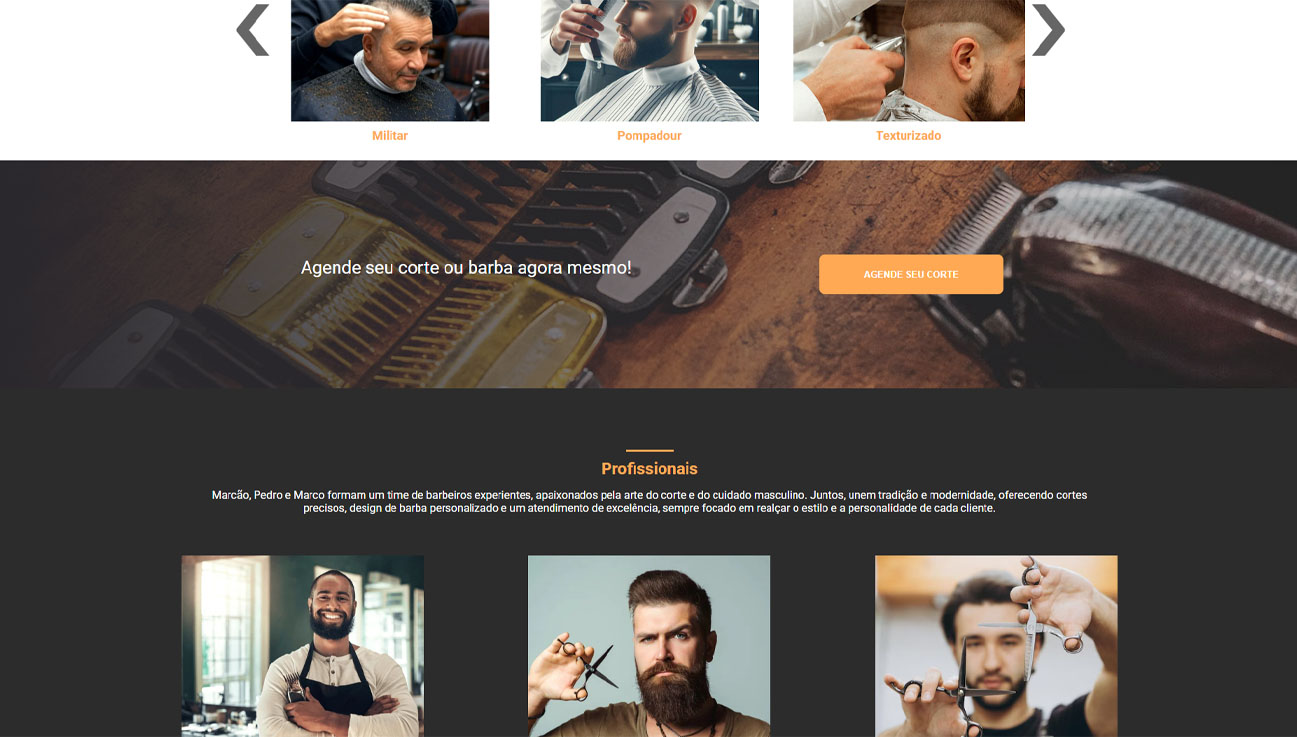 Militar
Pompadour
Texturizado
Agende seu corte ou barba agora mesmo!
AGENDE SEU CORTE
Profissionais
Marcão, Pedro e Marco formam um time de barbeiros experientes, apaixonados pela arte do corte e do cuidado masculino. Juntos, unem tradição e modernidade, oferecendo cortes
precisos, design de barba personalizado e um atendimento de excelência, sempre focado em realçar o estilo e a personalidade de cada cliente.